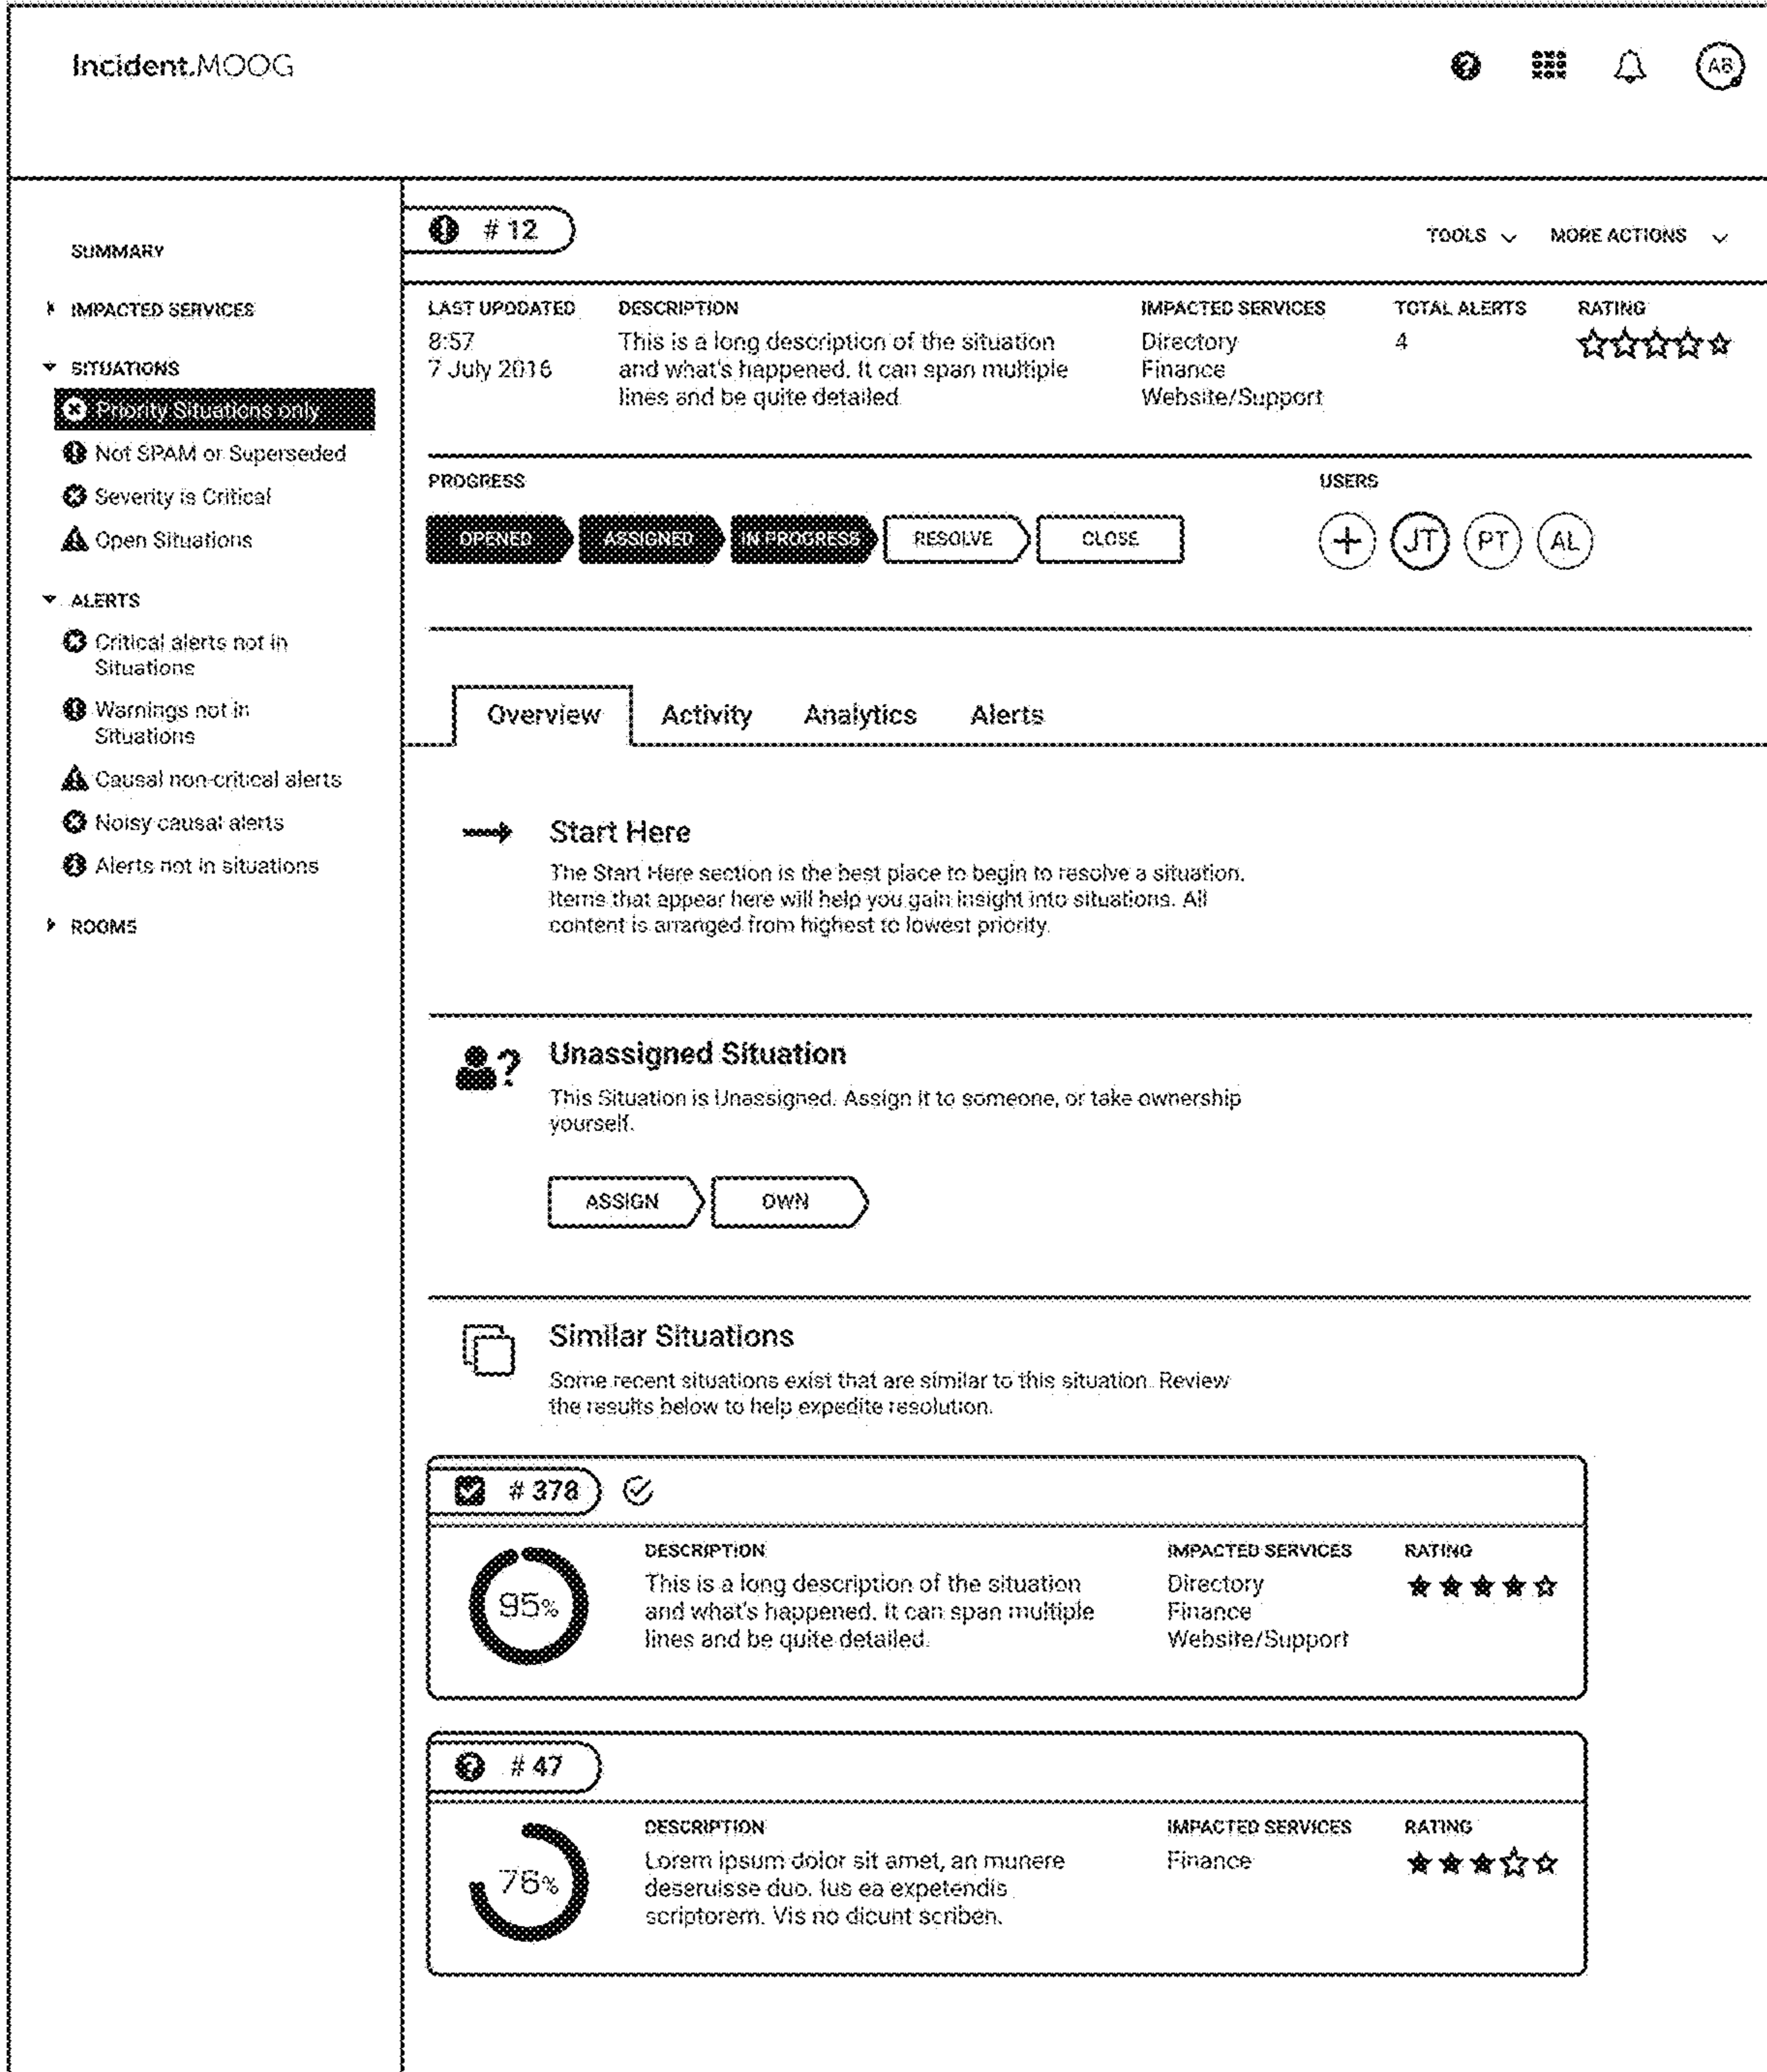 Incident.MOOG
AB
SUMMARY
IMPACTED SERVICES
SITUATIONS
Priority Situations only
Not SPAM or Superseded
Severity is Critical
Open Situations
ALERTS
Critical alerts not in
Situations
Warnings not in
Situations
Causal non-critical alerts
Noisy causal alerts
Alerts not in situations
ROOMS
# 12
TOOLS MORE ACTIONS
LAST UPDDATED DESCRIPTION IMPACTED SERVICES TOTAL ALERTS RATING
8:57 This is a long description of the situation Directory 4
7 July 2016 and what's happened. It can span multiple Finance
lines and be quite detailed Website/Support
PROGRESS USERS
OPENED ASSIGNED IN PROGRESS RESOLVE CLOSE + JT PT AL
Overview Activity Analytics Alerts
Start Here
The Start Here section is the best place to begin to resolve a situation.
Items that appear here will help you gain insight into situations. All
content is arranged from highest to lowest priority.
? Unassigned Situation
This Situation is Unassigned. Assign it to someone, or take ownership
yourself.
ASSIGN OWN
Similar Situations
Some recent situations exist that are similar to this situation. Review
the results below to help expedite resolution.
# 378
DESCRIPTION IMPACTED SERVICES RATING
95% This is a long description of the situation Directory
and what's happened. It can span multiple Finance
lines and be quite detailed. Website/Support
# 47
DESCRIPTION IMPACTED SERVICES RATING
76% Lorem ipsum dolor sit amet, an munere Finance
deseruisse duo. Ius ea expetendis
scriptorem. Vis no dicunt scriben.